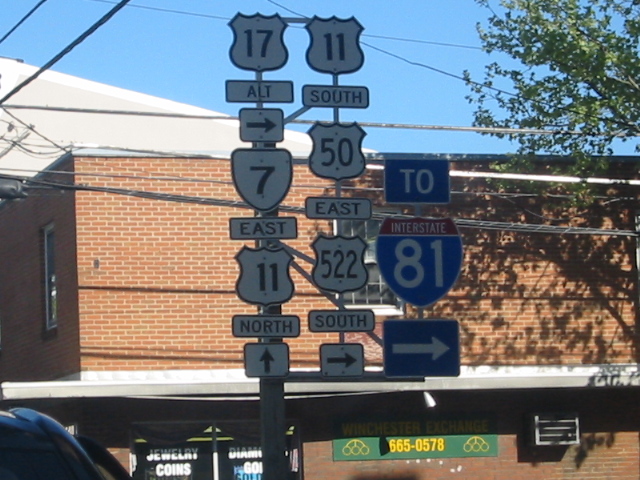 17
ALT
7
EAST
11
NORTH
11
SOUTH
50
EAST
522
SOUTH
TO
INTERSTATE
81
WINCHESTER EXCHANGE
665-0578
JEWELRY
COINS